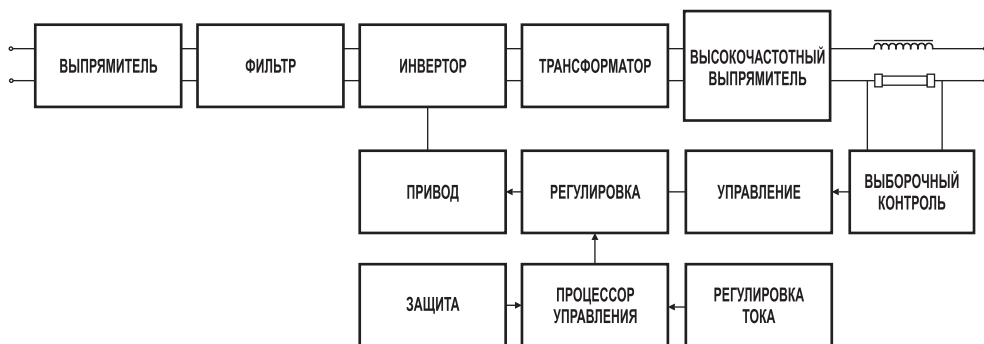 ВЫПРЯМИТЕЛЬ
ФИЛЬТР
ИНВЕРТОР
ТРАНСФОРМАТОР
ВЫСОКОЧАСТОТНЫЙ
ВЫПРЯМИТЕЛЬ
ПРИВОД
РЕГУЛИРОВКА
УПРАВЛЕНИЕ
ВЫБОРОЧНЫЙ
КОНТРОЛЬ
ЗАЩИТА
ПРОЦЕССОР
УПРАВЛЕНИЯ
РЕГУЛИРОВКА
ТОКА